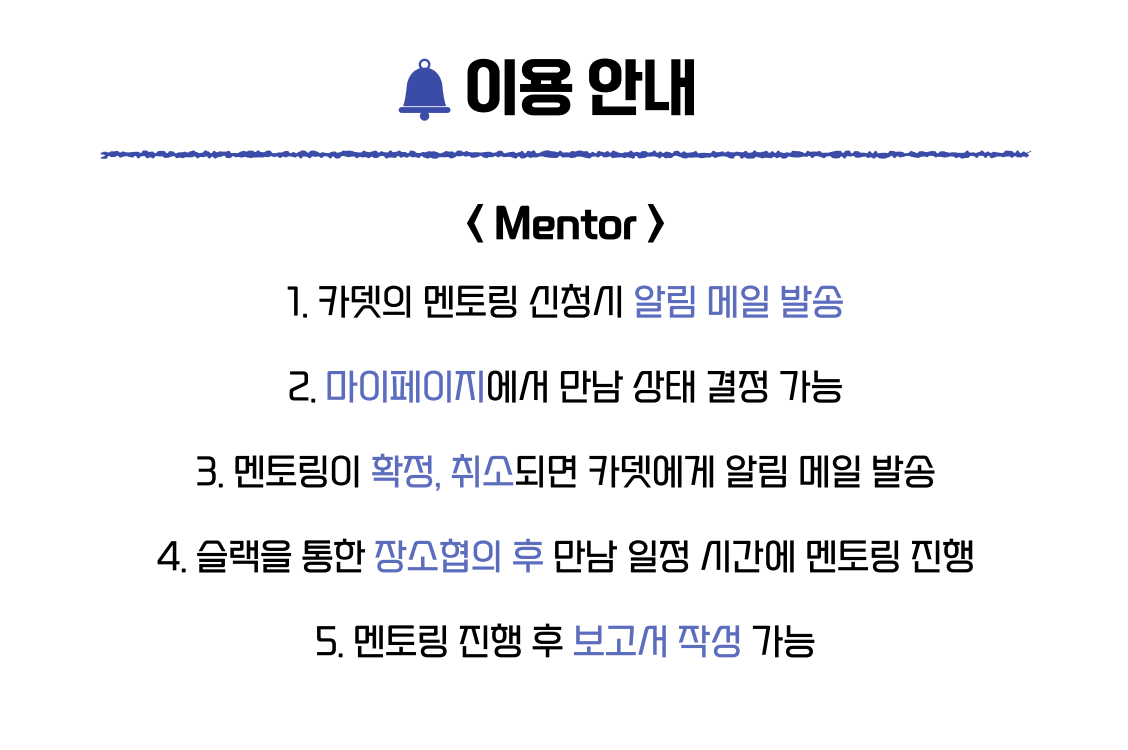 이용 안내
< Mentor >
1. 카뎃의 멘토링 신청시 알림 메일 발송
2. 마이페이지에서 만남 상태 결정 가능
3. 멘토링이 확정, 취소되면 카뎃에게 알림 메일 발송
4. 슬랙을 통한 장소협의 후 만남 일정 시간에 멘토링 진행
5. 멘토링 진행 후 보고서 작성 가능